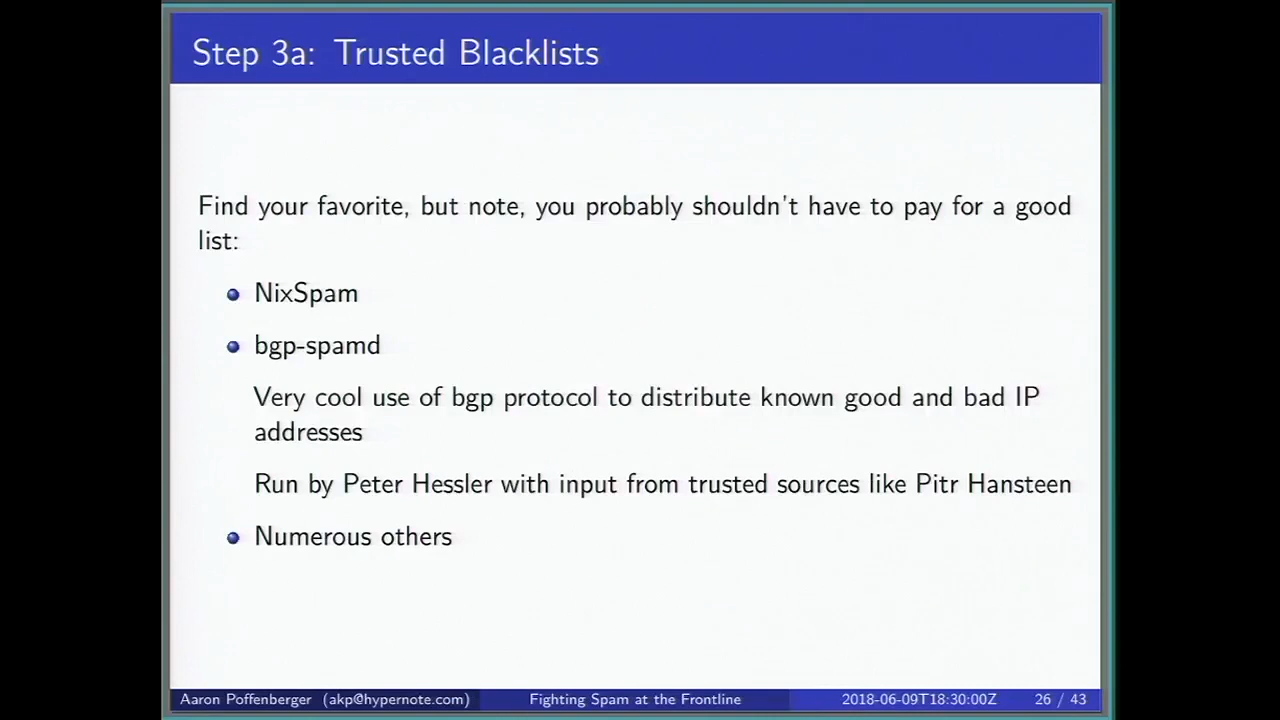 Step 3a: Trusted Blacklists
Find your favorite, but note, you probably shouldn't have to pay for a good
list:
NixSpam
bgp-spamd
Very cool use of bgp protocol to distribute known good and bad IP
addresses
Run by Peter Hessler with input from trusted sources like Pitr Hansteen
Numerous others
Aaron Poffenberger (akp@hypernote.com) Fighting Spam at the Frontline 2018-06-09T18:30:00Z 26 / 43